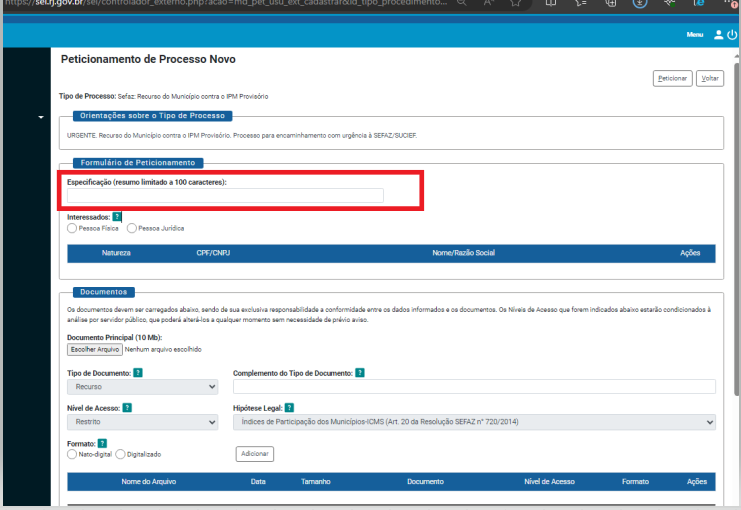 https://sei.rj.gov.br/sei/controlador_externo.php?acao=md_pet_usu_ext_cadastrar&id_tipo_procedimento...
Menu
Peticionamento de Processo Novo
Peticionar Voltar
Tipo de Processo: Sefaz: Recurso do Município contra o IPM Provisório
Orientações sobre o Tipo de Processo
URGENTE. Recurso do Município contra o IPM Provisório. Processo para encaminhamento com urgência à SEFAZ/SUCIEF.
Formulário de Peticionamento
Especificação (resumo limitado a 100 caracteres):
Interessados: ?
Pessoa Física Pessoa Jurídica
Natureza CPF/CNPJ Nome/Razão Social Ações
Documentos
Os documentos devem ser carregados abaixo, sendo de sua exclusiva responsabilidade a conformidade entre os dados informados e os documentos. Os Níveis de Acesso que forem indicados abaixo estarão condicionados à
análise por servidor público, que poderá alterá-los a qualquer momento sem necessidade de prévio aviso.
Documento Principal (10 Mb):
Escolher Arquivo Nenhum arquivo escolhido
Tipo de Documento: ? Complemento do Tipo de Documento: ?
Recurso
Nível de Acesso: ? Hipótese Legal: ?
Restrito Índices de Participação dos Municípios-ICMS (Art. 20 da Resolução SEFAZ n° 720/2014)
Formato: ?
Nato-digital Digitalizado Adicionar
Nome do Arquivo Data Tamanho Documento Nível de Acesso Formato Ações